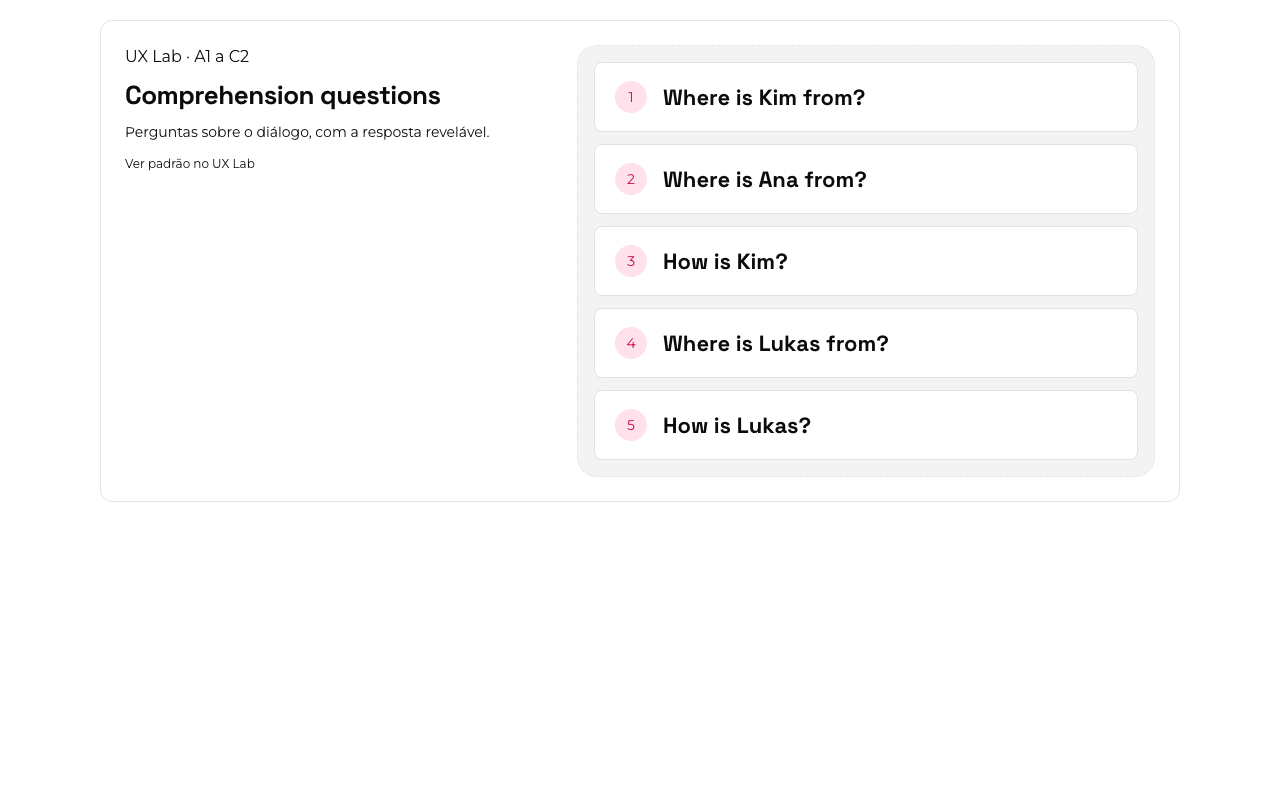 UX Lab · A1 a C2
Comprehension questions
Perguntas sobre o diálogo, com a resposta revelável.
Ver padrão no UX Lab
1 Where is Kim from?
2 Where is Ana from?
3 How is Kim?
4 Where is Lukas from?
5 How is Lukas?